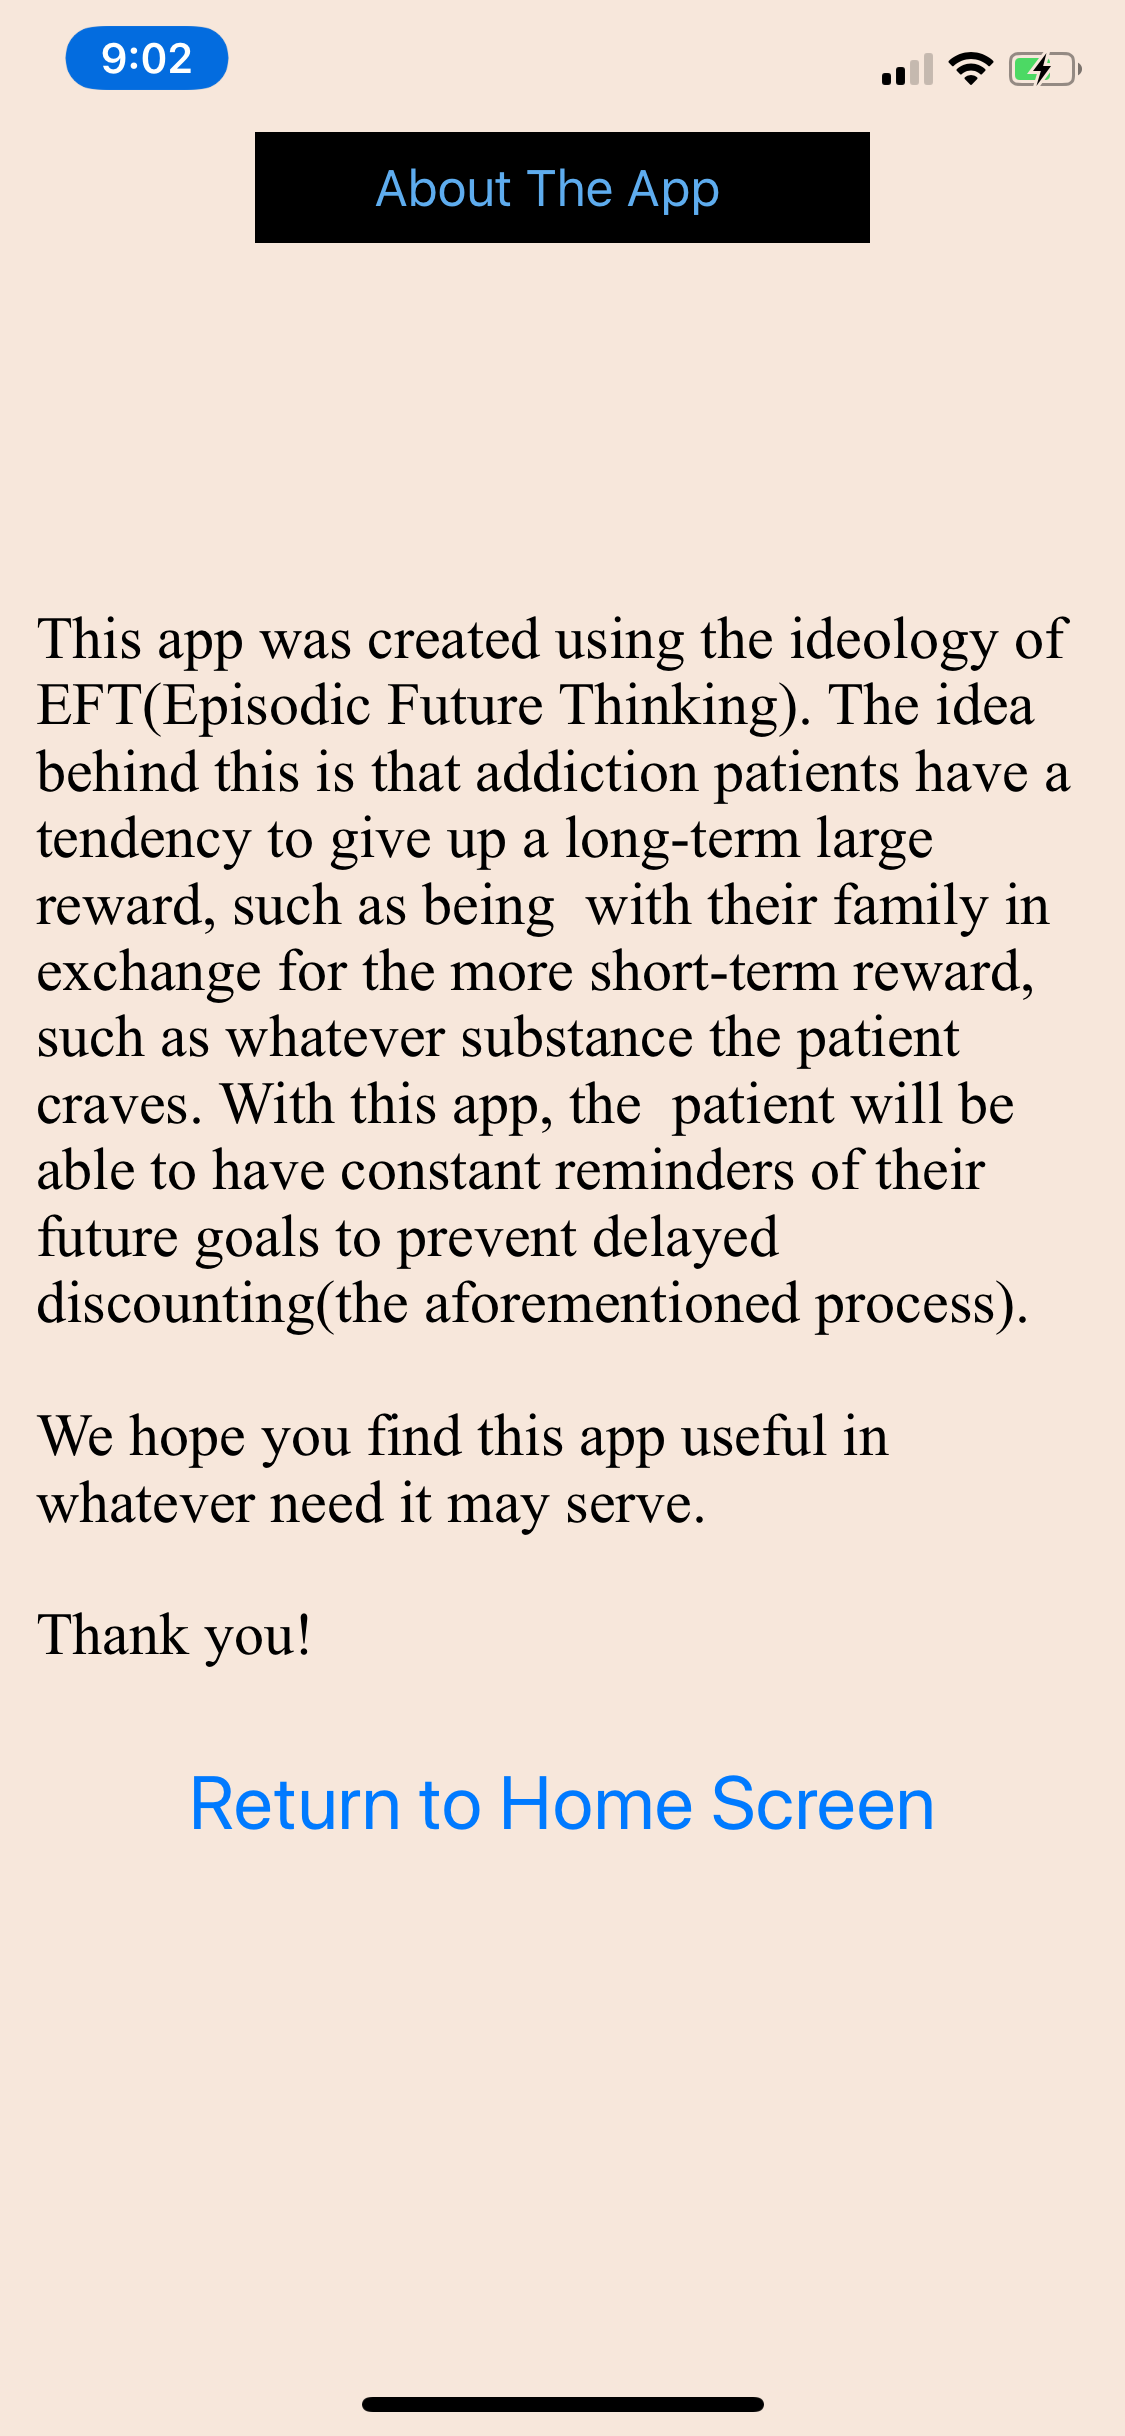 9:02
About The App
This app was created using the ideology of
EFT(Episodic Future Thinking). The idea
behind this is that addiction patients have a
tendency to give up a long-term large
reward, such as being  with their family in
exchange for the more short-term reward,
such as whatever substance the patient
craves. With this app, the  patient will be
able to have constant reminders of their
future goals to prevent delayed
discounting(the aforementioned process).
We hope you find this app useful in
whatever need it may serve.
Thank you!
Return to Home Screen